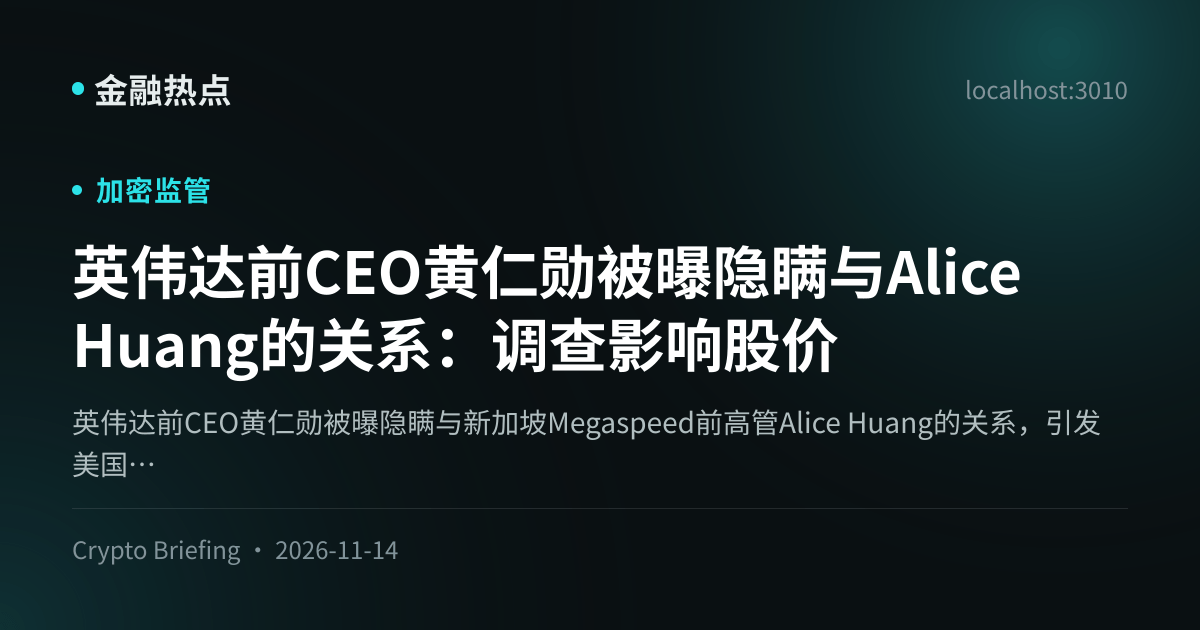 金融热点
localhost:3010
加密监管
英伟达前CEO黄仁勋被曝隐瞒与Alice
Huang的关系：调查影响股价
英伟达前CEO黄仁勋被曝隐瞒与新加坡Megaspeed前高管Alice Huang的关系，引发
美国…
Crypto Briefing · 2026-11-14